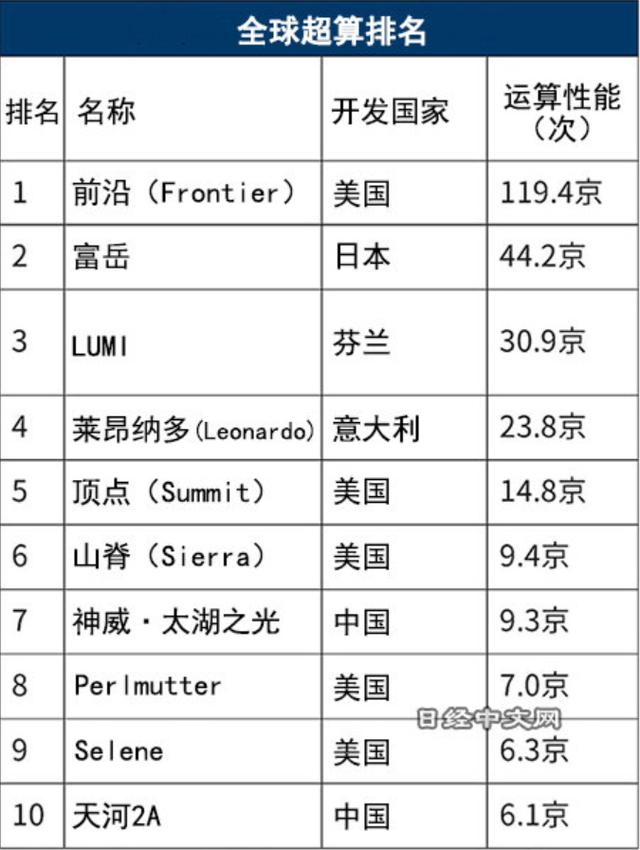 全球超算排名
排名 名称 开发国家 运算性能（次）
1 前沿（Frontier） 美国 119.4京
2 富岳 日本 44.2京
3 LUMI 芬兰 30.9京
4 莱昂纳多(Leonardo) 意大利 23.8京
5 顶点（Summit） 美国 14.8京
6 山脊（Sierra） 美国 9.4京
7 神威·太湖之光 中国 9.3京
8 Perlmutter 美国 7.0京
日经中文网
9 Selene 美国 6.3京
10 天河2A 中国 6.1京